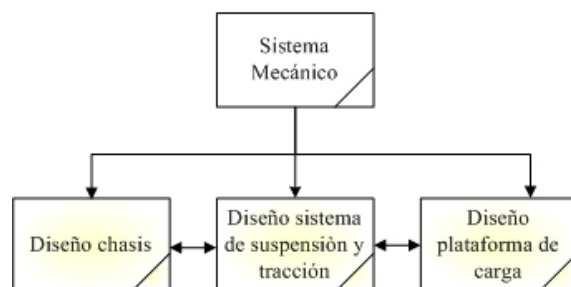 Sistema
Mecánico
Diseño chasis
Diseño sistema
de suspensiòn y
tracción
Diseño
plataforma de
carga